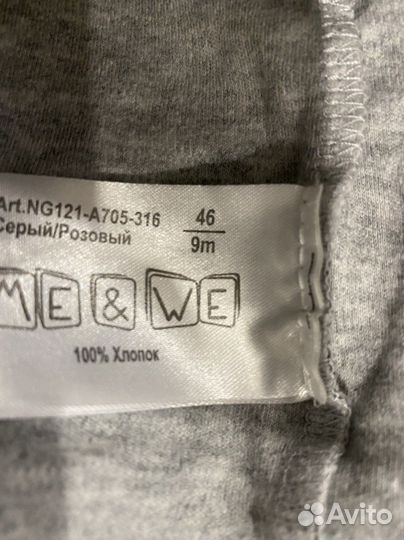 Art.NG121-A705-316 46
Серый/Розовый 9m
ME & WE
100% Хлопок
Avito